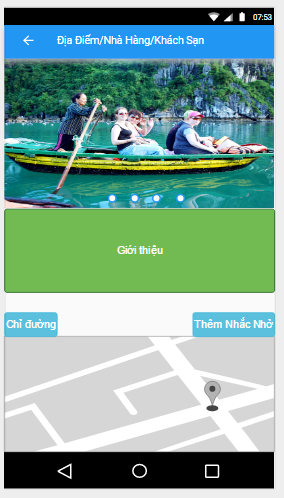 07:53
Địa Điểm/Nhà Hàng/Khách Sạn
Giới thiệu
Chỉ đường
Thêm Nhắc Nhở